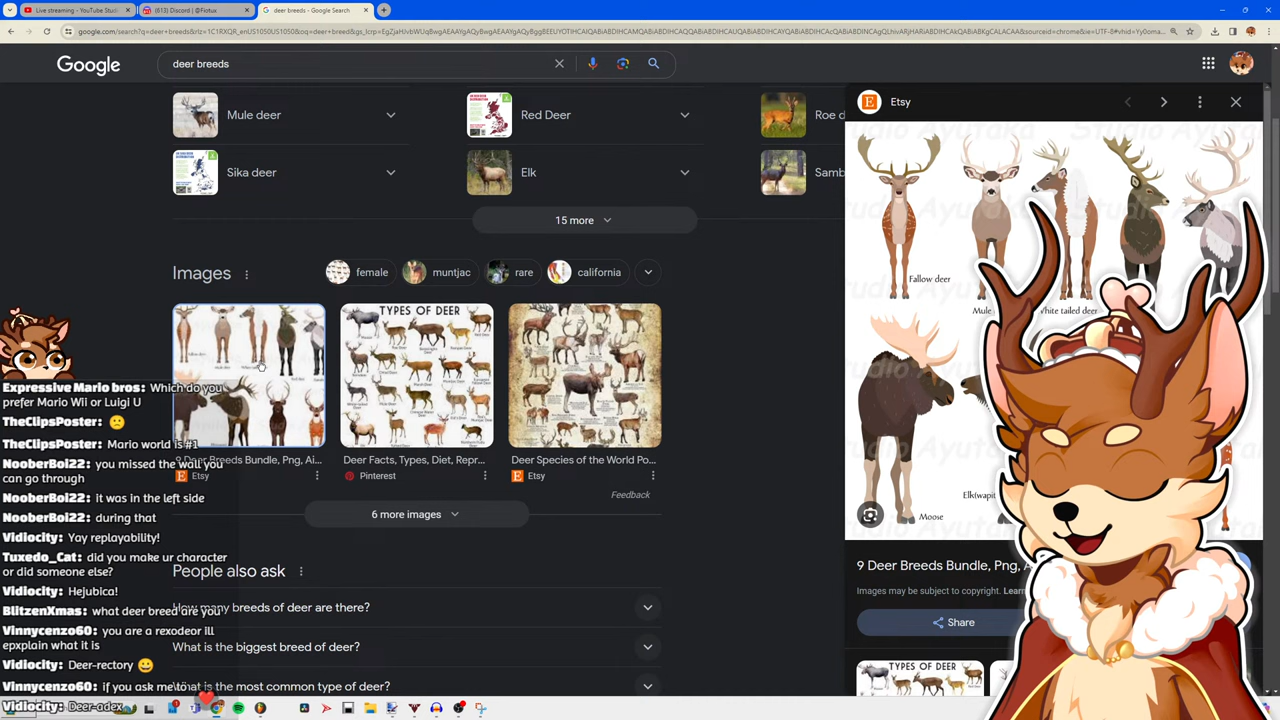 Live streaming - YouTube Stud
(613) Discord | @Fiotux
deer breeds - Google Search
Google
deer breeds
Mule deer
Red Deer
Roe d
Sika deer
Elk
Samb
15 more
Images
female
muntjac
rare
california
TYPES OF DEER
9 Deer Breeds Bundle, Png, Ai...
Etsy
Deer Facts, Types, Diet, Repr...
Pinterest
Deer Species of the World Po...
Etsy
Feedback
6 more images
People also ask
How many breeds of deer are there?
What is the biggest breed of deer?
What is the most common type of deer?
Expressive Mario bros: Which do you
prefer Mario Wii or Luigi U
TheClipsPoster: 🙁
TheClipsPoster: Mario world is #1
NooberBoi22: you missed the wall you
can go through
NooberBoi22: it was in the left side
NooberBoi22: during that
Vidiocity: Yay replayability!
Tuxedo_Cat: did you make ur character
or did someone else?
Vidiocity: Hejubica!
BlitzenXmas: what deer breed are you
Vinnycenzo60: you are a rexodeor ill
epxplain what it is
Vidiocity: Deer-rectory 😀
Vinnycenzo60: if you ask me to
Vidiocity: Deer-adex
Etsy
Studio Ayutaka
Fallow deer
Mule
White tailed deer
Moose
Elk(wapit
9 Deer Breeds Bundle, Png, A
Images may be subject to copyright. Learn
Share
TYPES OF DEER